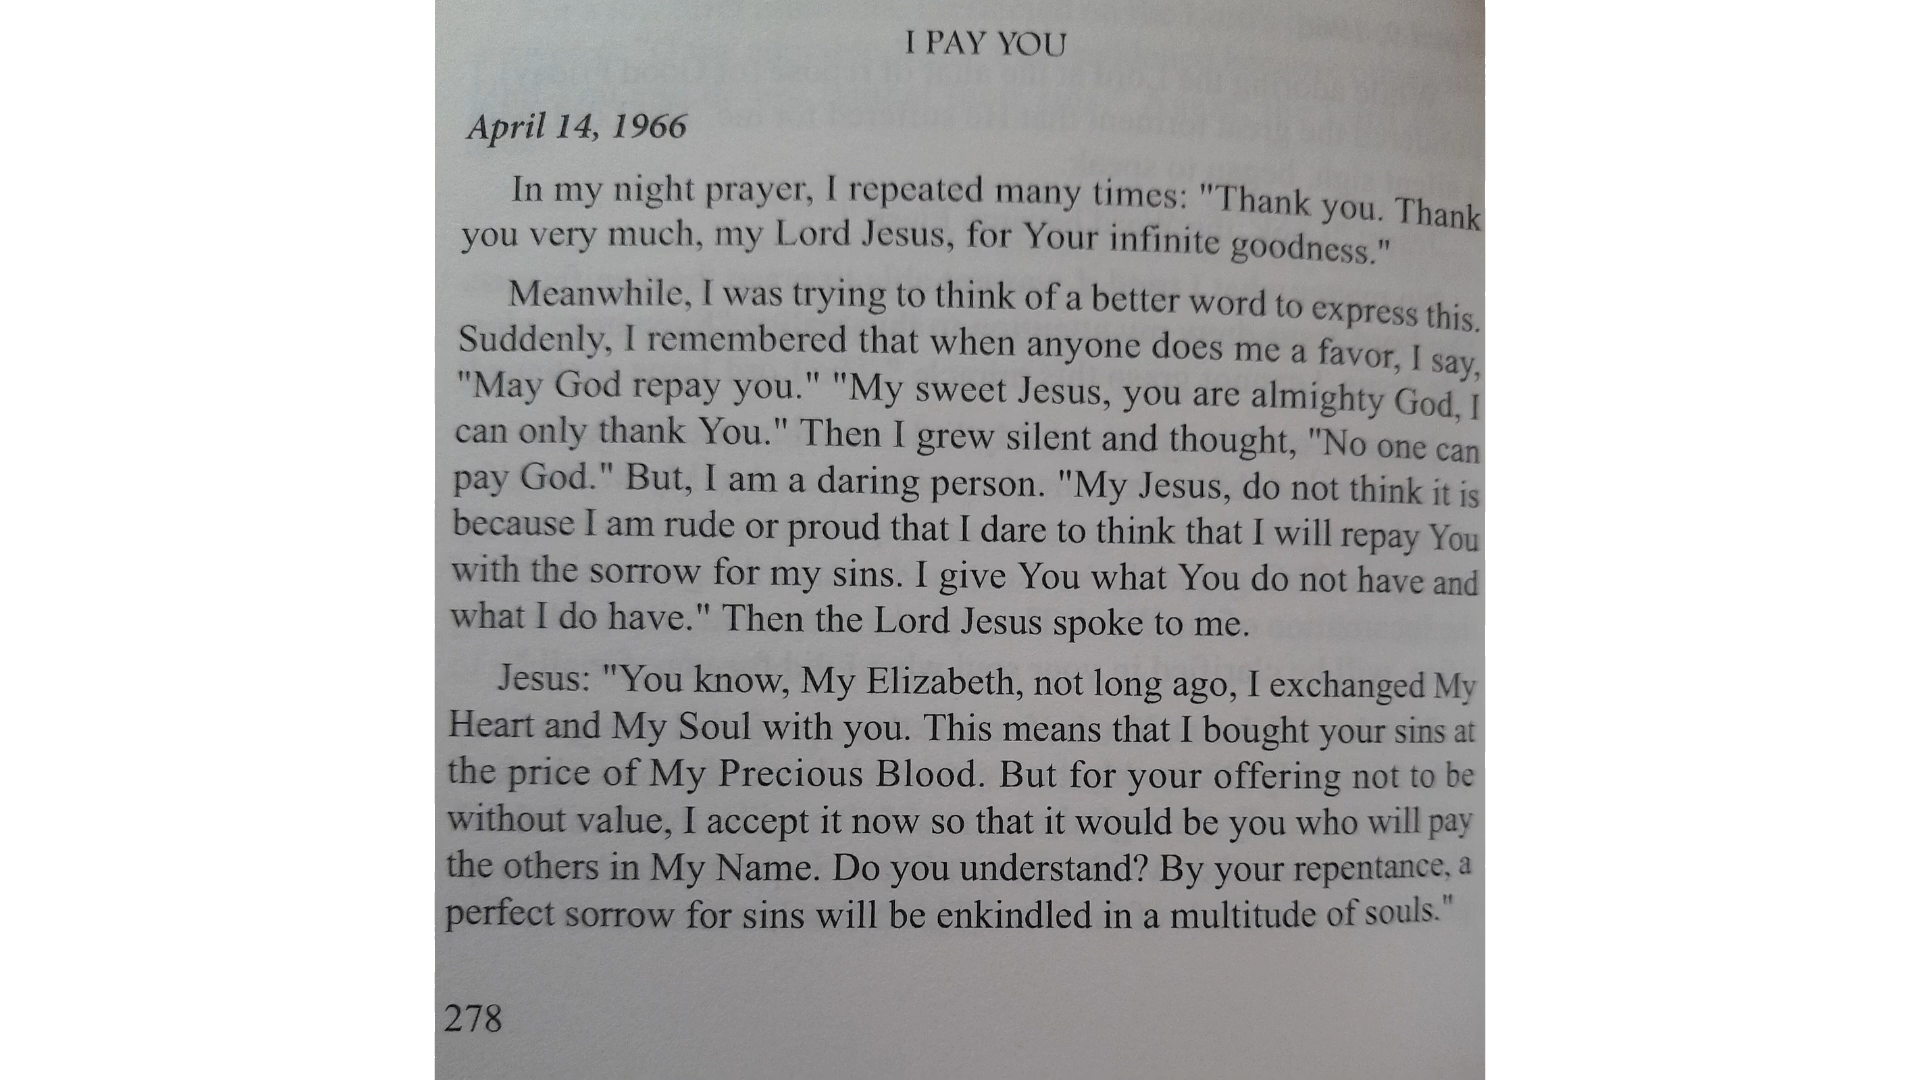 I PAY YOU
April 14, 1966
In my night prayer, I repeated many times: "Thank you. Thank
you very much, my Lord Jesus, for Your infinite goodness."
Meanwhile, I was trying to think of a better word to express this.
Suddenly, I remembered that when anyone does me a favor, I say,
"May God repay you." "My sweet Jesus, you are almighty God, I
can only thank You." Then I grew silent and thought, "No one can
pay God." But, I am a daring person. "My Jesus, do not think it is
because I am rude or proud that I dare to think that I will repay You
with the sorrow for my sins. I give You what You do not have and
what I do have." Then the Lord Jesus spoke to me.
Jesus: "You know, My Elizabeth, not long ago, I exchanged My
Heart and My Soul with you. This means that I bought your sins at
the price of My Precious Blood. But for your offering not to be
without value, I accept it now so that it would be you who will pay
the others in My Name. Do you understand? By your repentance, a
perfect sorrow for sins will be enkindled in a multitude of souls."
278